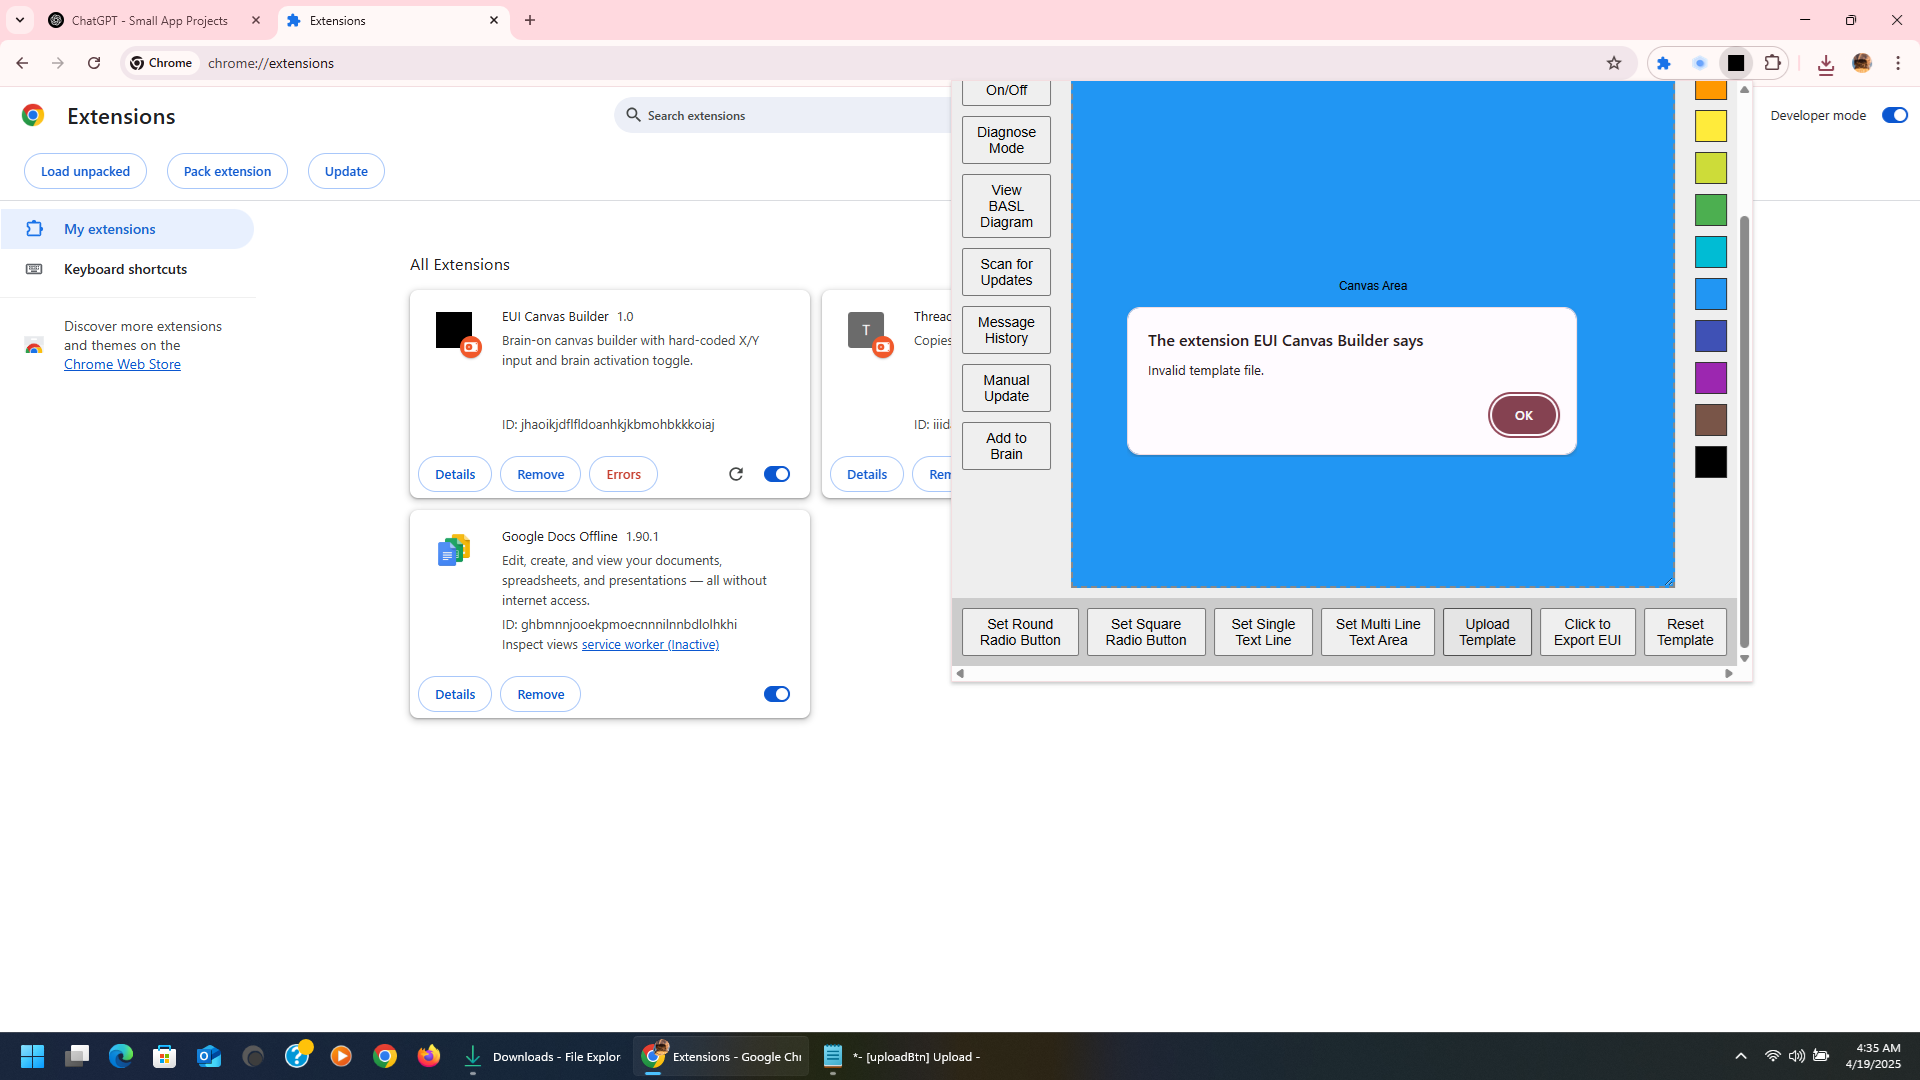 ChatGPT - Small App Projects
Extensions
Chrome
chrome://extensions
Extensions
Search extensions
Developer mode
Load unpacked
Pack extension
Update
My extensions
Keyboard shortcuts
Discover more extensions
and themes on the
Chrome Web Store
All Extensions
EUI Canvas Builder 1.0
Brain-on canvas builder with hard-coded X/Y
input and brain activation toggle.
ID: jhaoikjdflfldoanhkjkbmohbkkkoiaj
Details
Remove
Errors
T
Thread
Copies
ID: iiid
Details
Rem
Google Docs Offline 1.90.1
Edit, create, and view your documents,
spreadsheets, and presentations — all without
internet access.
ID: ghbmnnjooekpmoecnnnilnnbdlolhkhi
Inspect views service worker (Inactive)
Details
Remove
On/Off
Diagnose
Mode
View
BASL
Diagram
Scan for
Updates
Message
History
Manual
Update
Add to
Brain
Canvas Area
The extension EUI Canvas Builder says
Invalid template file.
OK
Set Round
Radio Button
Set Square
Radio Button
Set Single
Text Line
Set Multi Line
Text Area
Upload
Template
Click to
Export EUI
Reset
Template
Downloads - File Explor
Extensions - Google Chr
*- [uploadBtn] Upload -
4:35 AM
4/19/2025